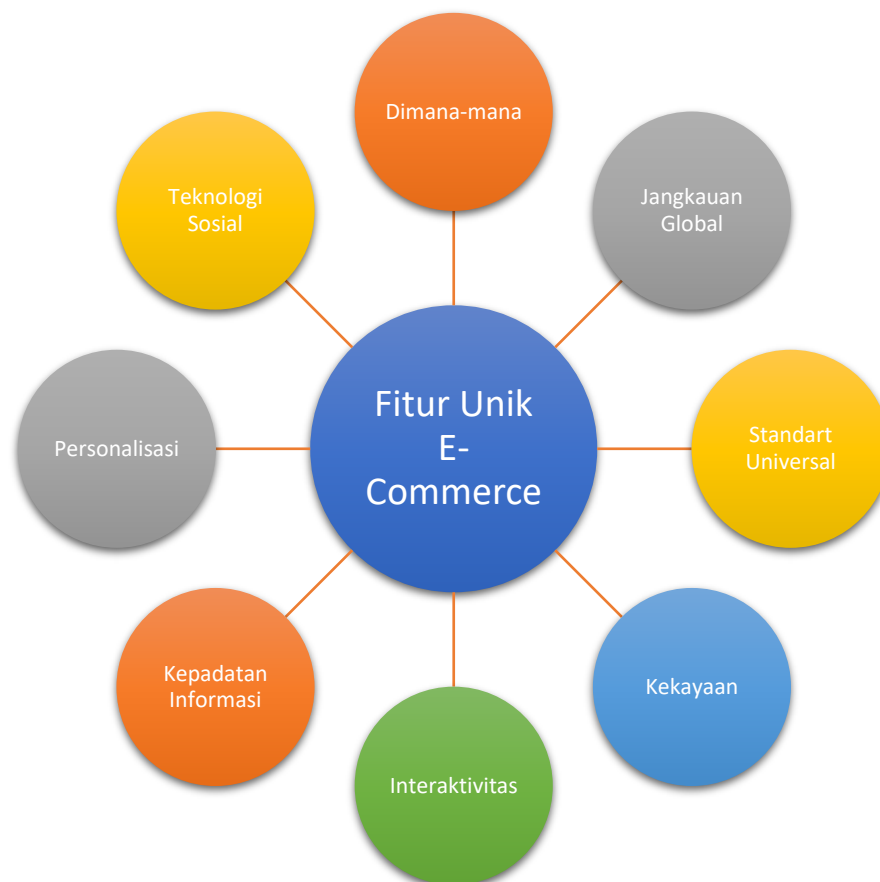 Dimana-mana
Jangkauan
Global
Standart
Universal
Kekayaan
Interaktivitas
Kepadatan
Informasi
Personalisasi
Teknologi
Sosial
Fitur Unik
E-
Commerce